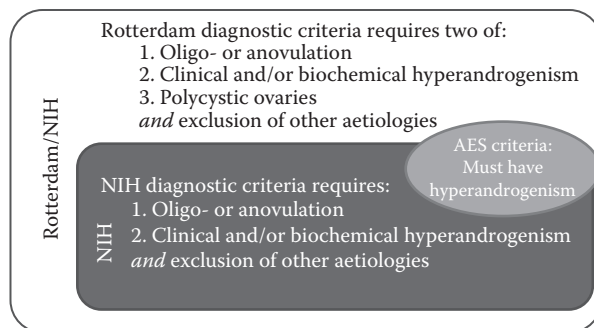 Rotterdam diagnostic criteria requires two of:
1. Oligo- or anovulation
2. Clinical and/or biochemical hyperandrogenism
3. Polycystic ovaries
and exclusion of other aetiologies
Rotterdam/NIH
AES criteria:
Must have
hyperandrogenism
NIH diagnostic criteria requires:
1. Oligo- or anovulation
2. Clinical and/or biochemical hyperandrogenism
and exclusion of other aetiologies
NIH